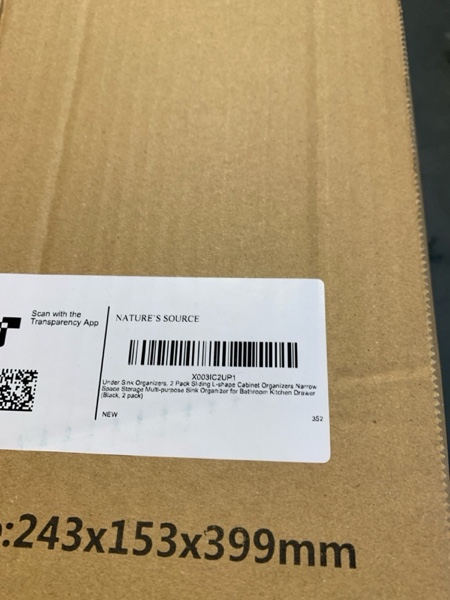 Scan with the
Transparency App
NATURE'S SOURCE
X003IC2UP1
Under Sink Organizers, 2 Pack Sliding L-shape Cabinet Organizers Narrow
Space Storage Multi-purpose Sink Organizer for Bathroom Kitchen Drawer
(Black, 2 pack)
NEW
352
:243x153x399mm